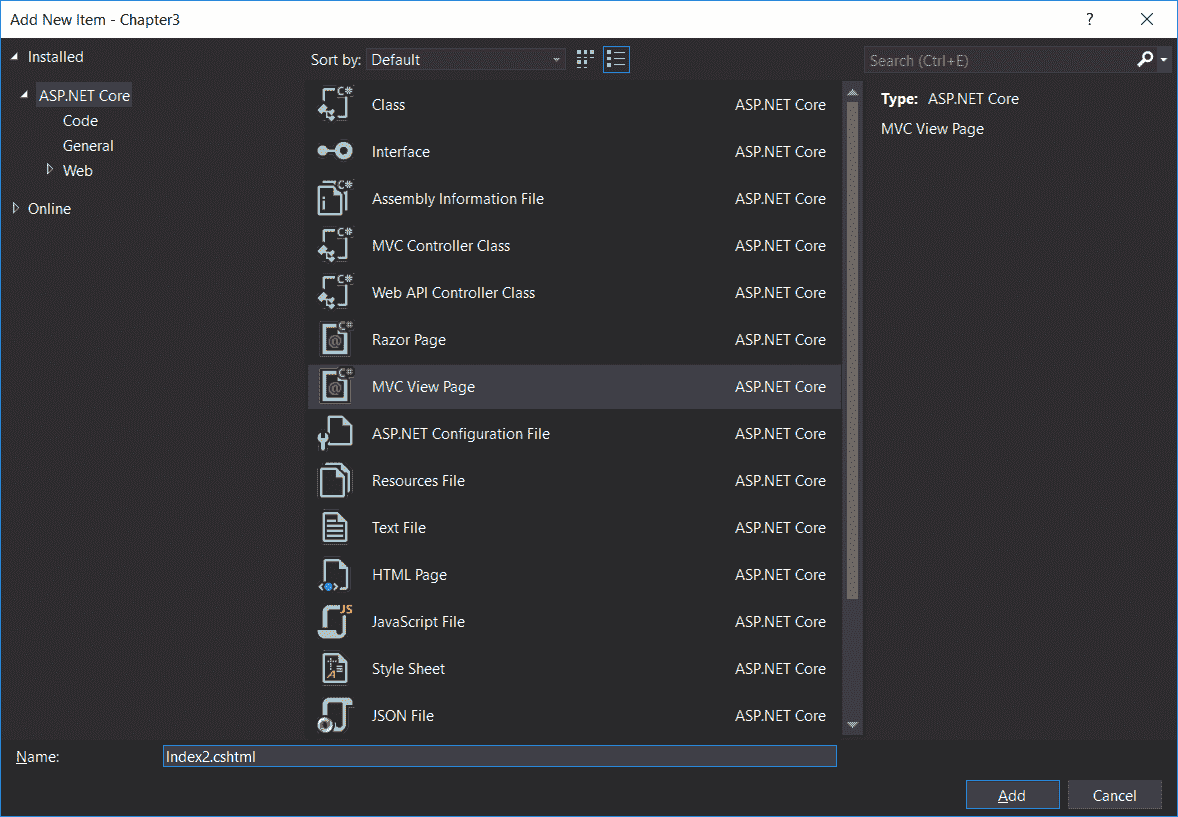 Add New Item - Chapter3
?
Installed
ASP.NET Core
Code
General
Web
Online
Sort by: Default
Search (Ctrl+E)
C# Class ASP.NET Core
Interface ASP.NET Core
C# Assembly Information File ASP.NET Core
C# MVC Controller Class ASP.NET Core
C# Web API Controller Class ASP.NET Core
C# @ Razor Page ASP.NET Core
C# @ MVC View Page ASP.NET Core
ASP.NET Configuration File ASP.NET Core
Resources File ASP.NET Core
Text File ASP.NET Core
HTML Page ASP.NET Core
JS JavaScript File ASP.NET Core
A Style Sheet ASP.NET Core
JSON File ASP.NET Core
Type: ASP.NET Core
MVC View Page
Name: Index2.cshtml
Add Cancel